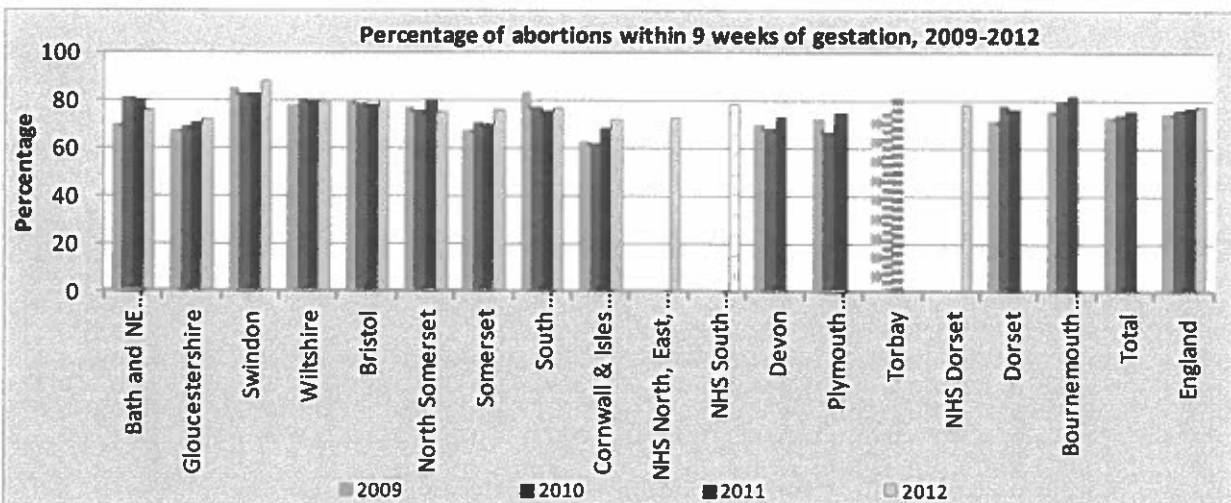 Percentage of abortions within 9 weeks of gestation, 2009-2012
Percentage
100
80
60
40
20
0
Bath and NE...
Gloucestershire
Swindon
Wiltshire
Bristol
North Somerset
Somerset
South...
Cornwall & Isles...
NHS North, East,...
NHS South...
Devon
Plymouth...
Torbay
NHS Dorset
Dorset
Bournemouth...
Total
England
2009 2010 2011 2012